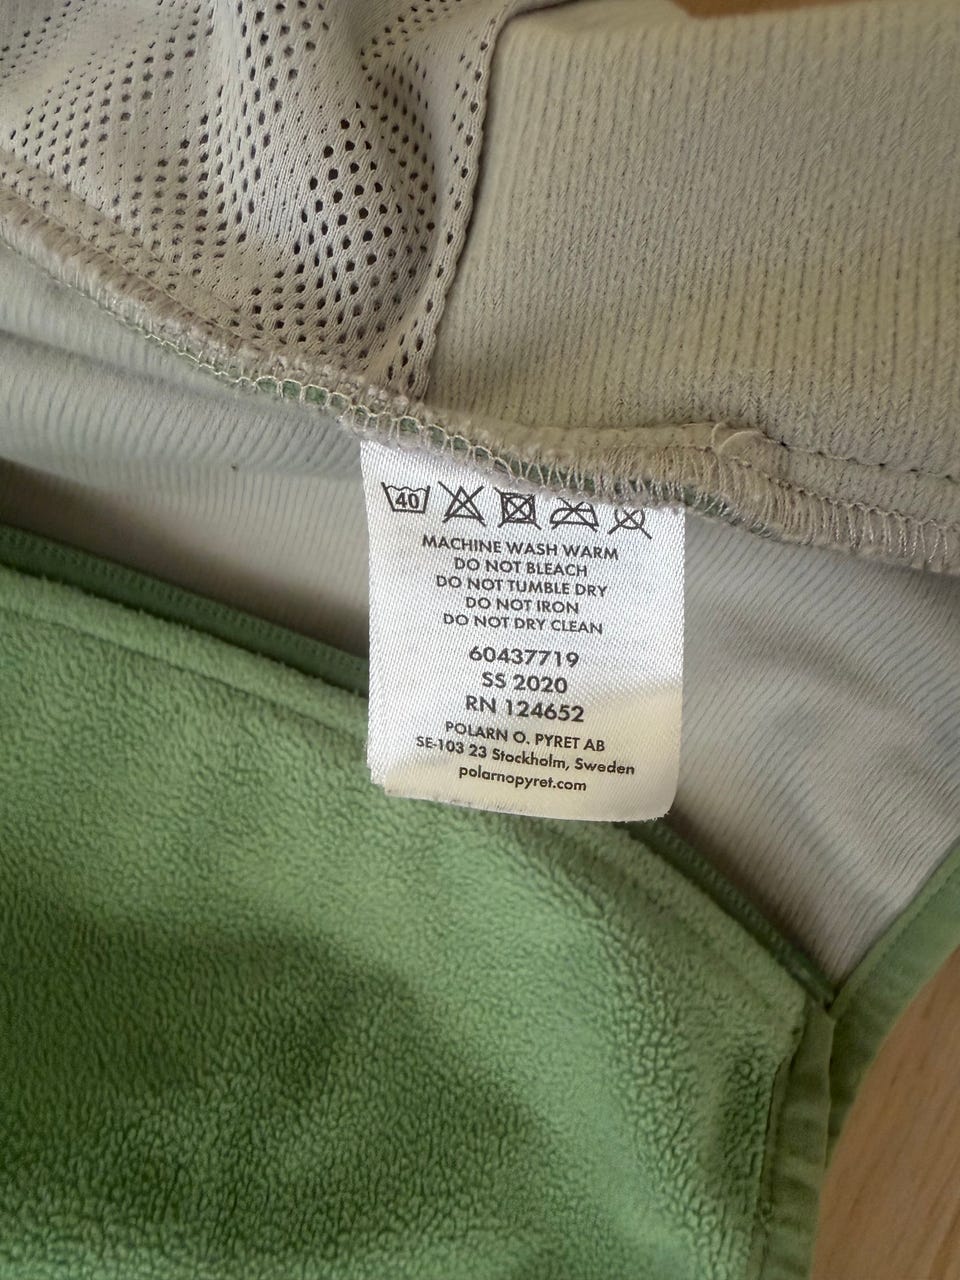 40
MACHINE WASH WARM
DO NOT BLEACH
DO NOT TUMBLE DRY
DO NOT IRON
DO NOT DRY CLEAN
60437719
SS 2020
RN 124652
POLARN O. PYRET AB
SE-103 23 Stockholm, Sweden
polarnopyret.com